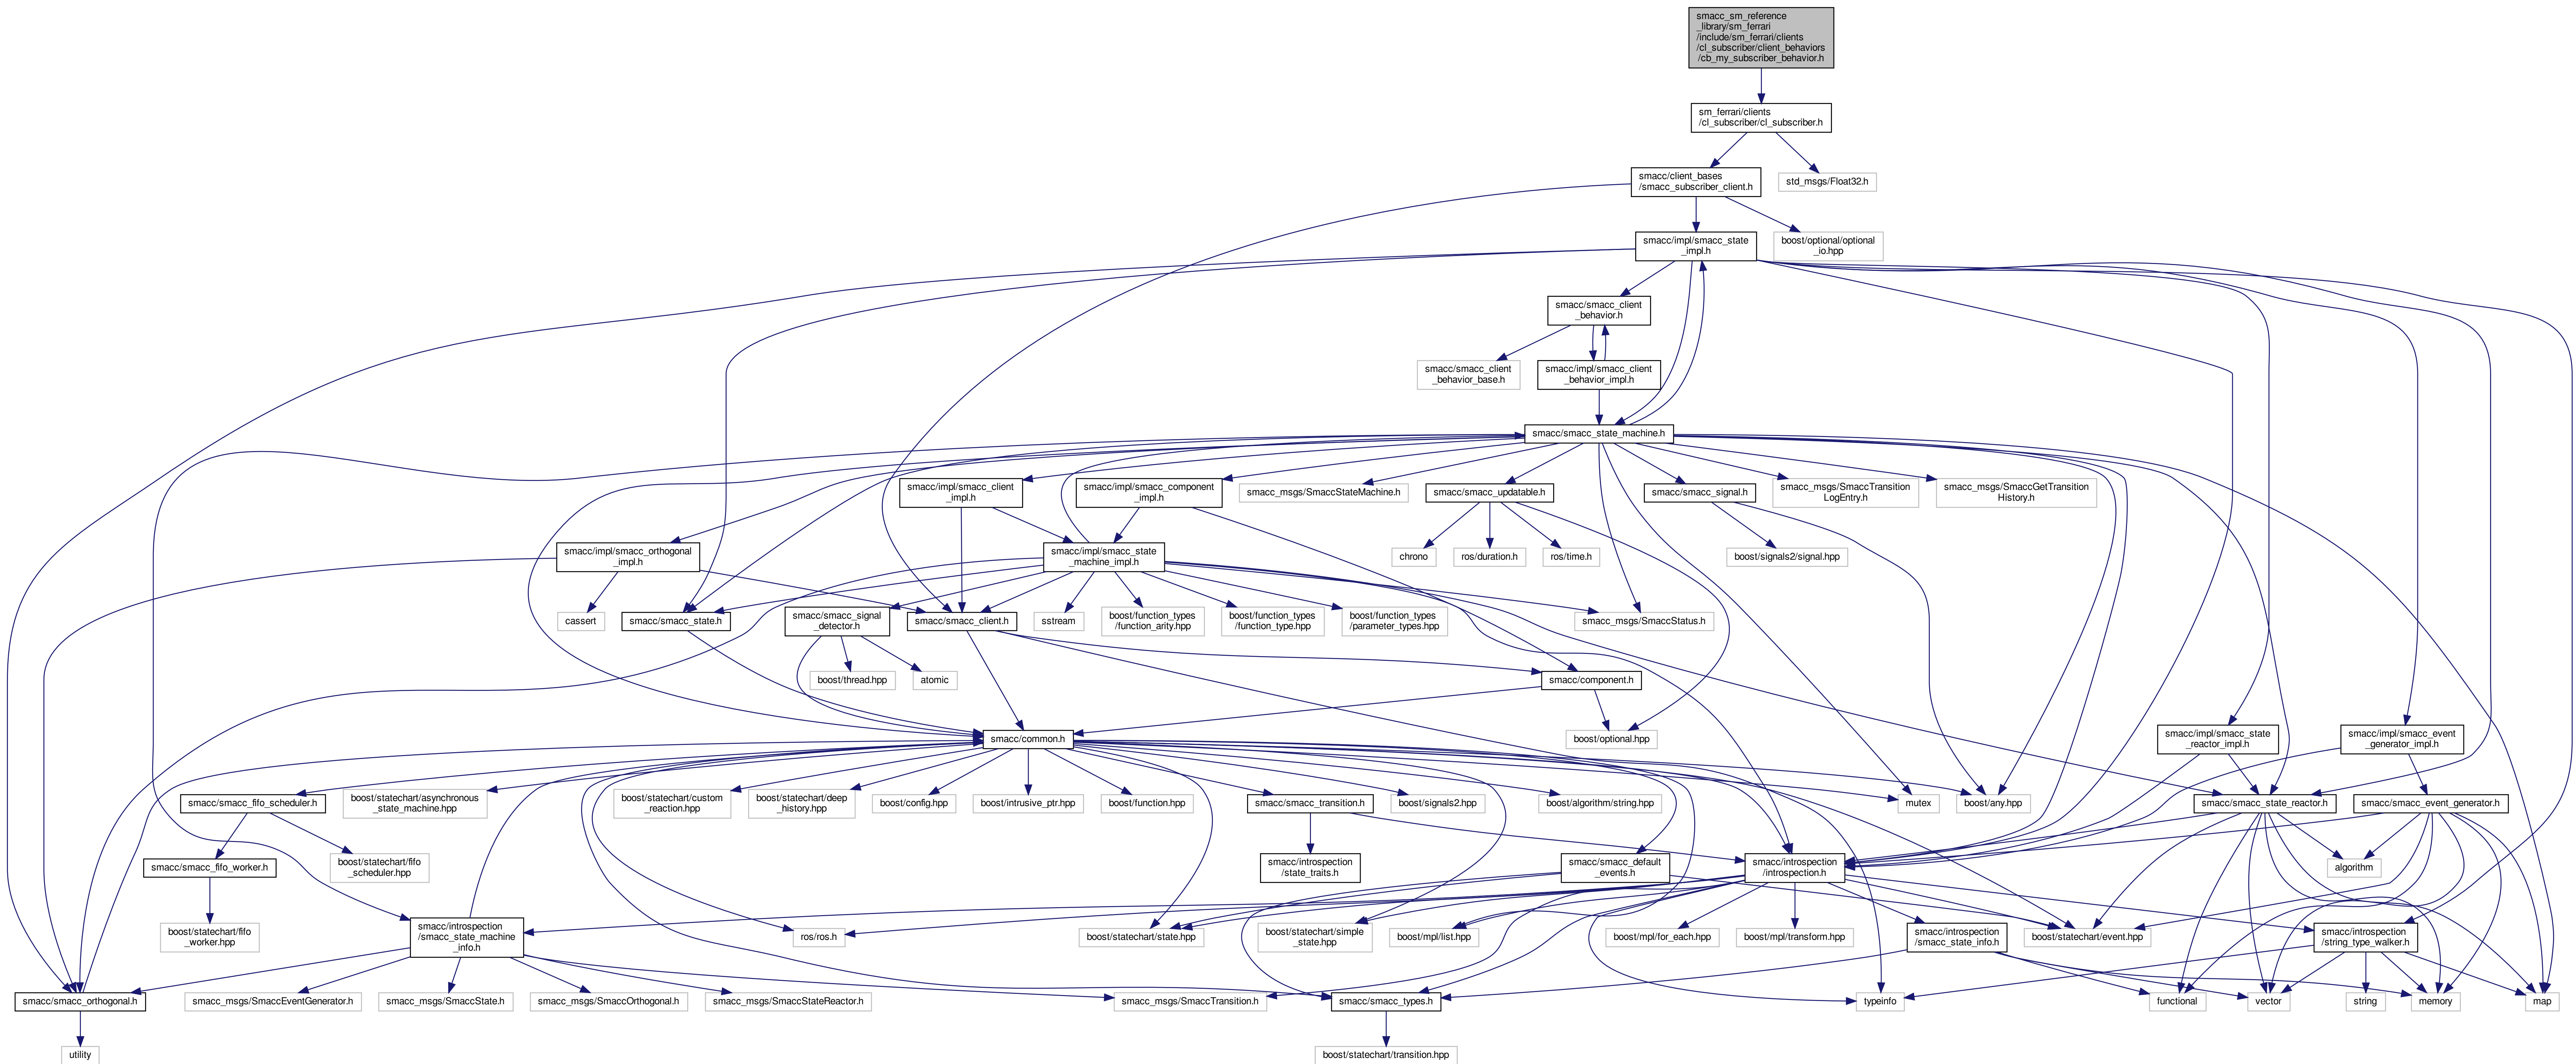 smacc_sm_reference
_library/sm_ferrari
/include/sm_ferrari/clients
/cl_subscriber/client_behaviors
/cb_my_subscriber_behavior.h
sm_ferrari/clients
/cl_subscriber/cl_subscriber.h
smacc/client_bases
/smacc_subscriber_client.h
std_msgs/Float32.h
smacc/impl/smacc_state
_impl.h
boost/optional/optional
_io.hpp
smacc/smacc_client
_behavior.h
smacc/smacc_client
_behavior_base.h
smacc/impl/smacc_client
_behavior_impl.h
smacc/smacc_state_machine.h
smacc/impl/smacc_client
_impl.h
smacc/impl/smacc_component
_impl.h
smacc_msgs/SmaccStateMachine.h
smacc/smacc_updatable.h
smacc/smacc_signal.h
smacc_msgs/SmaccTransition
LogEntry.h
smacc_msgs/SmaccGetTransition
History.h
smacc/impl/smacc_orthogonal
_impl.h
smacc/impl/smacc_state
_machine_impl.h
chrono
ros/duration.h
ros/time.h
boost/signals2/signal.hpp
cassert
smacc/smacc_state.h
smacc/smacc_signal
_detector.h
smacc/smacc_client.h
sstream
boost/function_types
/function_arity.hpp
boost/function_types
/function_type.hpp
boost/function_types
/parameter_types.hpp
smacc_msgs/SmaccStatus.h
boost/thread.hpp
atomic
smacc/component.h
smacc/common.h
boost/optional.hpp
smacc/impl/smacc_state
_reactor_impl.h
smacc/impl/smacc_event
_generator_impl.h
smacc/smacc_fifo_scheduler.h
boost/statechart/asynchronous
_state_machine.hpp
boost/statechart/custom
_reaction.hpp
boost/statechart/deep
_history.hpp
boost/config.hpp
boost/intrusive_ptr.hpp
boost/function.hpp
smacc/smacc_transition.h
boost/signals2.hpp
boost/algorithm/string.hpp
mutex
boost/any.hpp
smacc/smacc_state_reactor.h
smacc/smacc_event_generator.h
smacc/smacc_fifo_worker.h
boost/statechart/fifo
_scheduler.hpp
smacc/introspection
/state_traits.h
smacc/smacc_default
_events.h
smacc/introspection
/introspection.h
algorithm
boost/statechart/fifo
_worker.hpp
smacc/introspection
/smacc_state_machine
_info.h
ros/ros.h
boost/statechart/state.hpp
boost/statechart/simple
_state.hpp
boost/mpl/list.hpp
boost/mpl/for_each.hpp
boost/mpl/transform.hpp
smacc/introspection
/smacc_state_info.h
boost/statechart/event.hpp
smacc/introspection
/string_type_walker.h
smacc/smacc_orthogonal.h
smacc_msgs/SmaccEventGenerator.h
smacc_msgs/SmaccState.h
smacc_msgs/SmaccOrthogonal.h
smacc_msgs/SmaccStateReactor.h
smacc_msgs/SmaccTransition.h
smacc/smacc_types.h
typeinfo
functional
vector
string
memory
map
utility
boost/statechart/transition.hpp